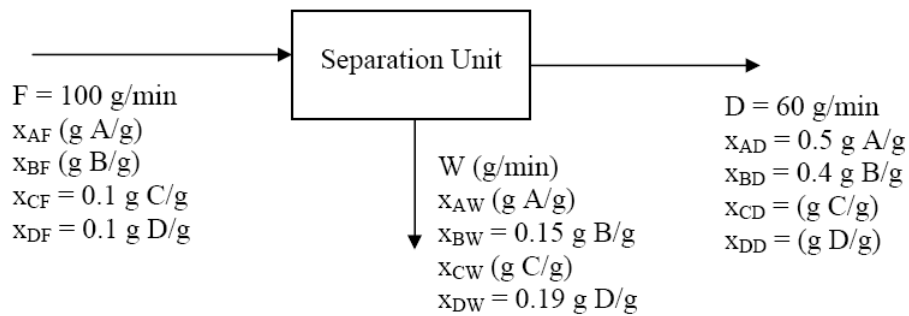 Separation Unit
F = 100 g/min
xAF (g A/g)
xBF (g B/g)
xCF = 0.1 g C/g
xDF = 0.1 g D/g
W (g/min)
xAW (g A/g)
xBW = 0.15 g B/g
xCW (g C/g)
xDW = 0.19 g D/g
D = 60 g/min
xAD = 0.5 g A/g
xBD = 0.4 g B/g
xCD = (g C/g)
xDD = (g D/g)